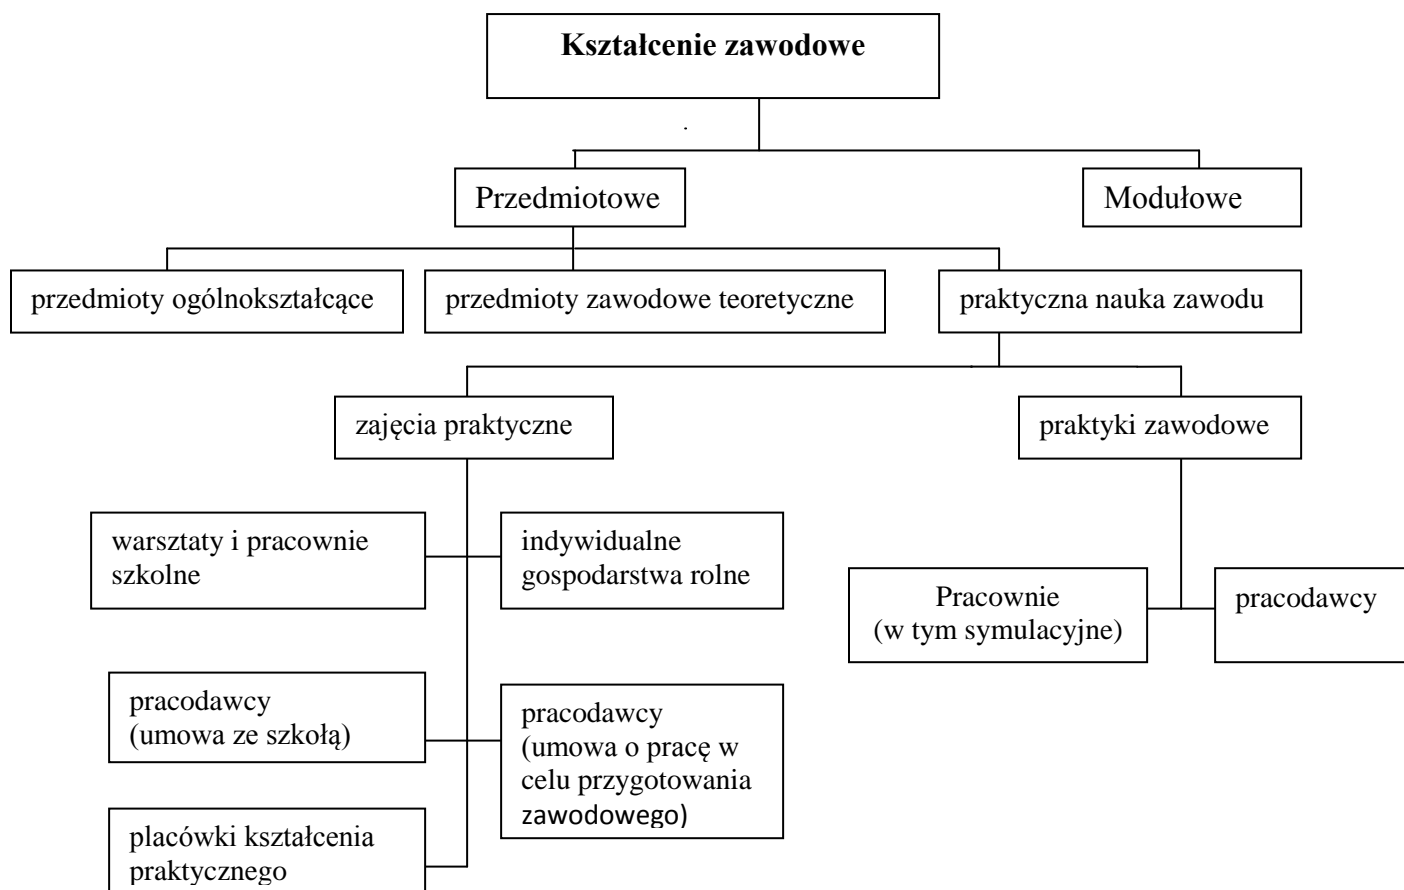 Kształcenie zawodowe
Przedmiotowe
Modułowe
przedmioty ogólnokształcące
przedmioty zawodowe teoretyczne
praktyczna nauka zawodu
zajęcia praktyczne
praktyki zawodowe
warsztaty i pracownie
szkolne
indywidualne
gospodarstwa rolne
Pracownie
(w tym symulacyjne)
pracodawcy
pracodawcy
(umowa ze szkołą)
pracodawcy
(umowa o pracę w
celu przygotowania
zawodowego)
placówki kształcenia
praktycznego